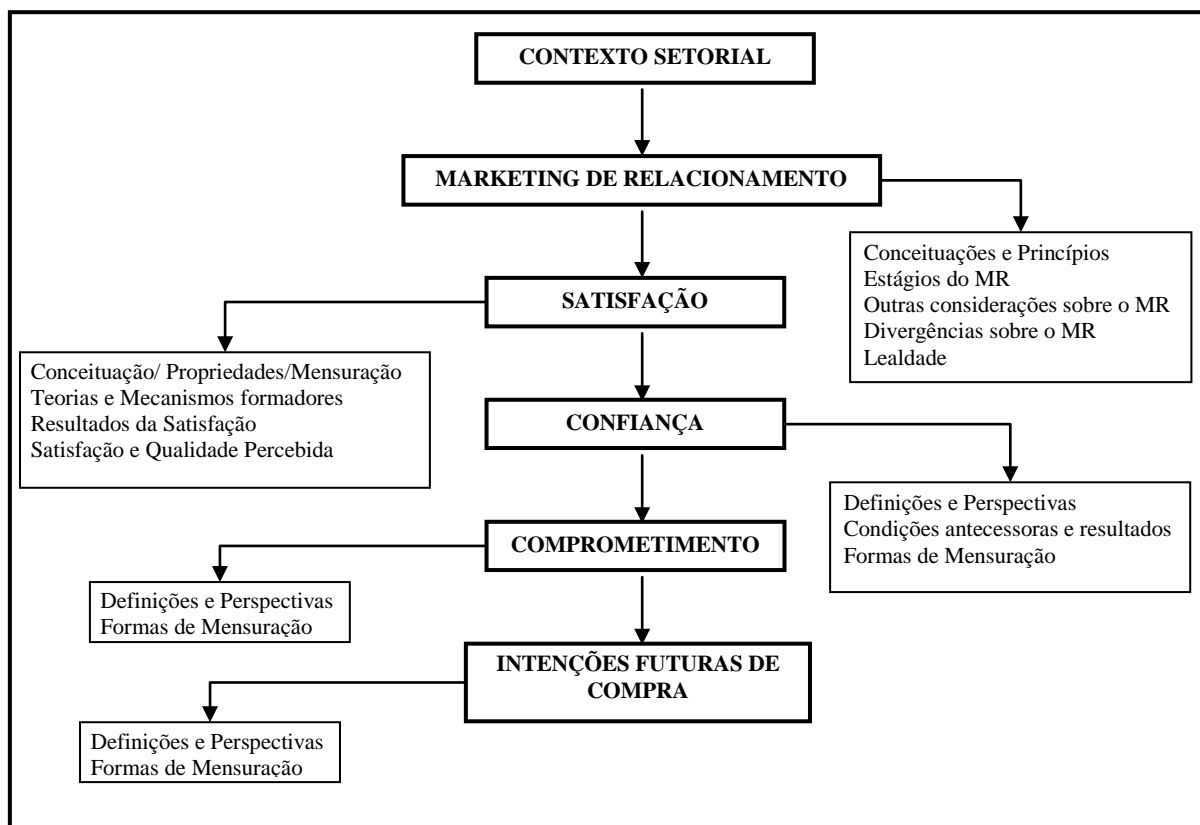 CONTEXTO SETORIAL
MARKETING DE RELACIONAMENTO
Conceituações e Princípios
Estágios do MR
Outras considerações sobre o MR
Divergências sobre o MR
Lealdade
SATISFAÇÃO
Conceituação/ Propriedades/Mensuração
Teorias e Mecanismos formadores
Resultados da Satisfação
Satisfação e Qualidade Percebida
CONFIANÇA
Definições e Perspectivas
Condições antecessoras e resultados
Formas de Mensuração
COMPROMETIMENTO
Definições e Perspectivas
Formas de Mensuração
INTENÇÕES FUTURAS DE
COMPRA
Definições e Perspectivas
Formas de Mensuração